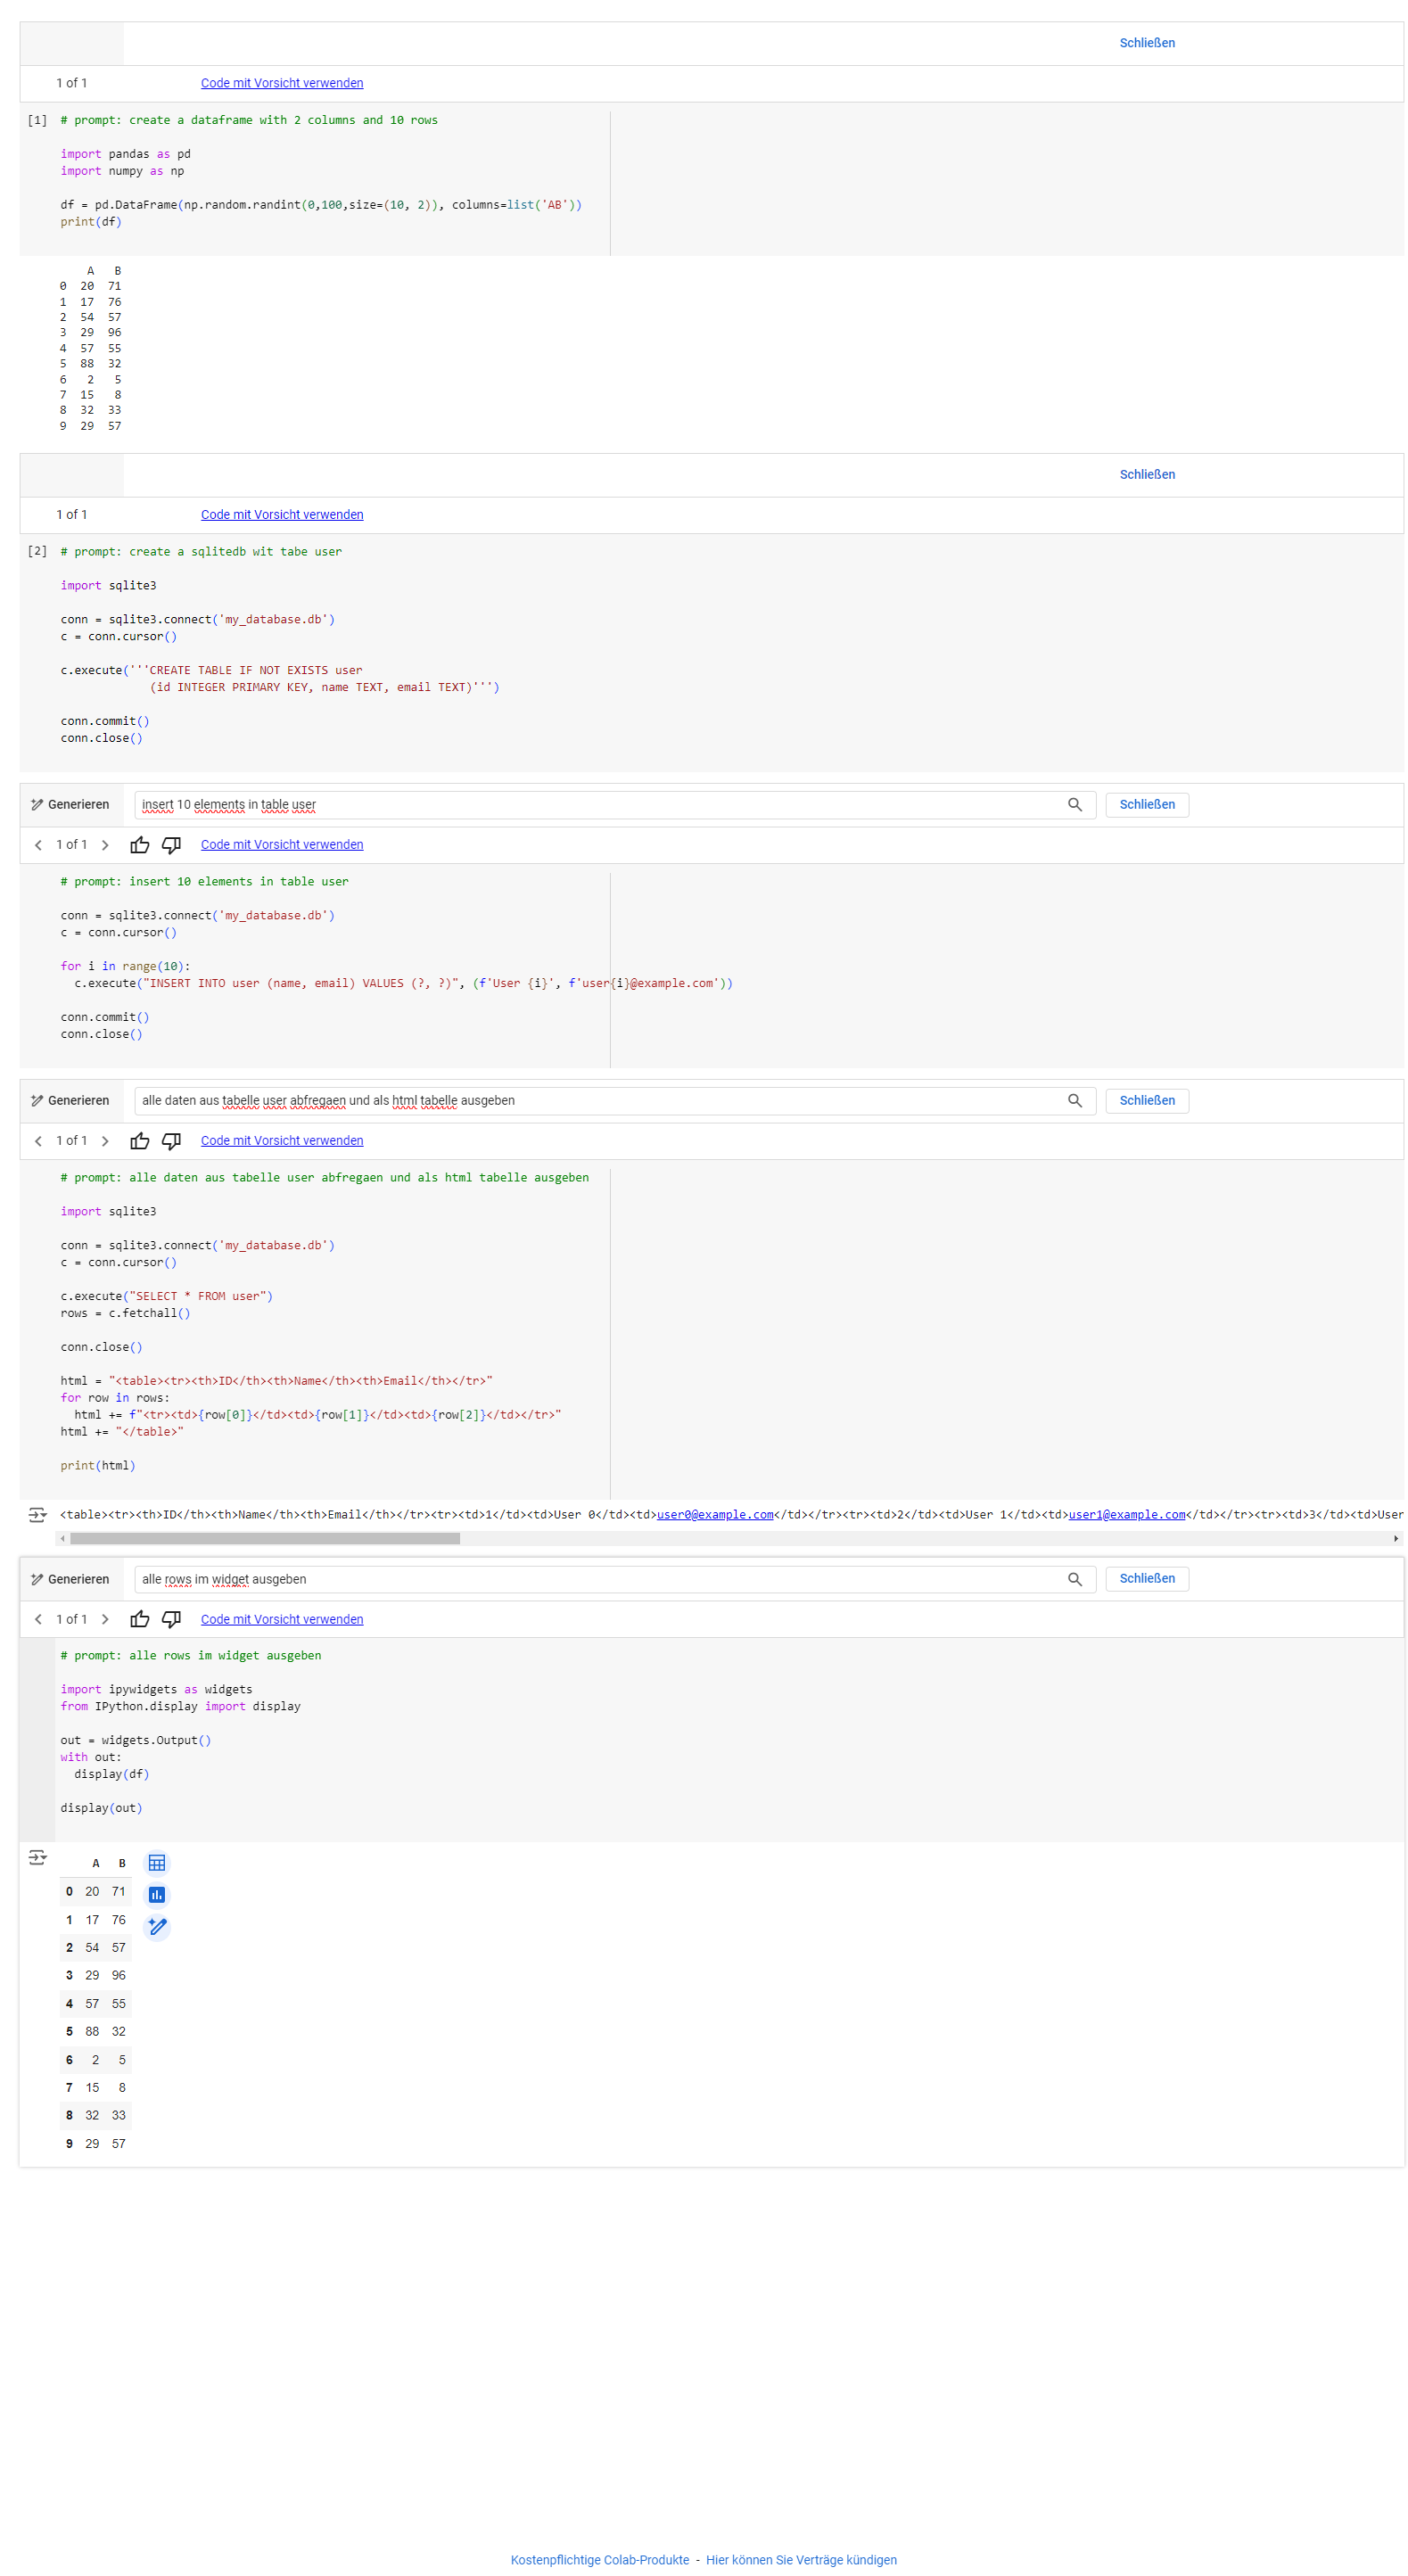 Schließen
1 of 1 Code mit Vorsicht verwenden
[1] # prompt: create a dataframe with 2 columns and 10 rows
import pandas as pd
import numpy as np
df = pd.DataFrame(np.random.randint(0,100,size=(10, 2)), columns=list('AB'))
print(df)
A B
0 20 71
1 17 76
2 54 57
3 29 96
4 57 55
5 88 32
6 2 5
7 15 8
8 32 33
9 29 57
Schließen
1 of 1 Code mit Vorsicht verwenden
[2] # prompt: create a sqlitedb wit tabe user
import sqlite3
conn = sqlite3.connect('my_database.db')
c = conn.cursor()
c.execute('''CREATE TABLE IF NOT EXISTS user
(id INTEGER PRIMARY KEY, name TEXT, email TEXT)''')
conn.commit()
conn.close()
Generieren insert 10 elements in table user Schließen
1 of 1 Code mit Vorsicht verwenden
# prompt: insert 10 elements in table user
conn = sqlite3.connect('my_database.db')
c = conn.cursor()
for i in range(10):
c.execute("INSERT INTO user (name, email) VALUES (?, ?)", (f'User {i}', f'user{i}@example.com'))
conn.commit()
conn.close()
Generieren alle daten aus tabelle user abfregaen und als html tabelle ausgeben Schließen
1 of 1 Code mit Vorsicht verwenden
# prompt: alle daten aus tabelle user abfregaen und als html tabelle ausgeben
import sqlite3
conn = sqlite3.connect('my_database.db')
c = conn.cursor()
c.execute("SELECT * FROM user")
rows = c.fetchall()
conn.close()
html = "<table><tr><th>ID</th><th>Name</th><th>Email</th></tr>"
for row in rows:
html += f"<tr><td>{row[0]}</td><td>{row[1]}</td><td>{row[2]}</td></tr>"
html += "</table>"
print(html)
<table><tr><th>ID</th><th>Name</th><th>Email</th></tr><tr><td>1</td><td>User 0</td><td>user0@example.com</td></tr><tr><td>2</td><td>User 1</td><td>user1@example.com</td></tr><tr><td>3</td><td>User
Generieren alle rows im widget ausgeben Schließen
1 of 1 Code mit Vorsicht verwenden
# prompt: alle rows im widget ausgeben
import ipywidgets as widgets
from IPython.display import display
out = widgets.Output()
with out:
display(df)
display(out)
A B
0 20 71
1 17 76
2 54 57
3 29 96
4 57 55
5 88 32
6 2 5
7 15 8
8 32 33
9 29 57
Kostenpflichtige Colab-Produkte - Hier können Sie Verträge kündigen